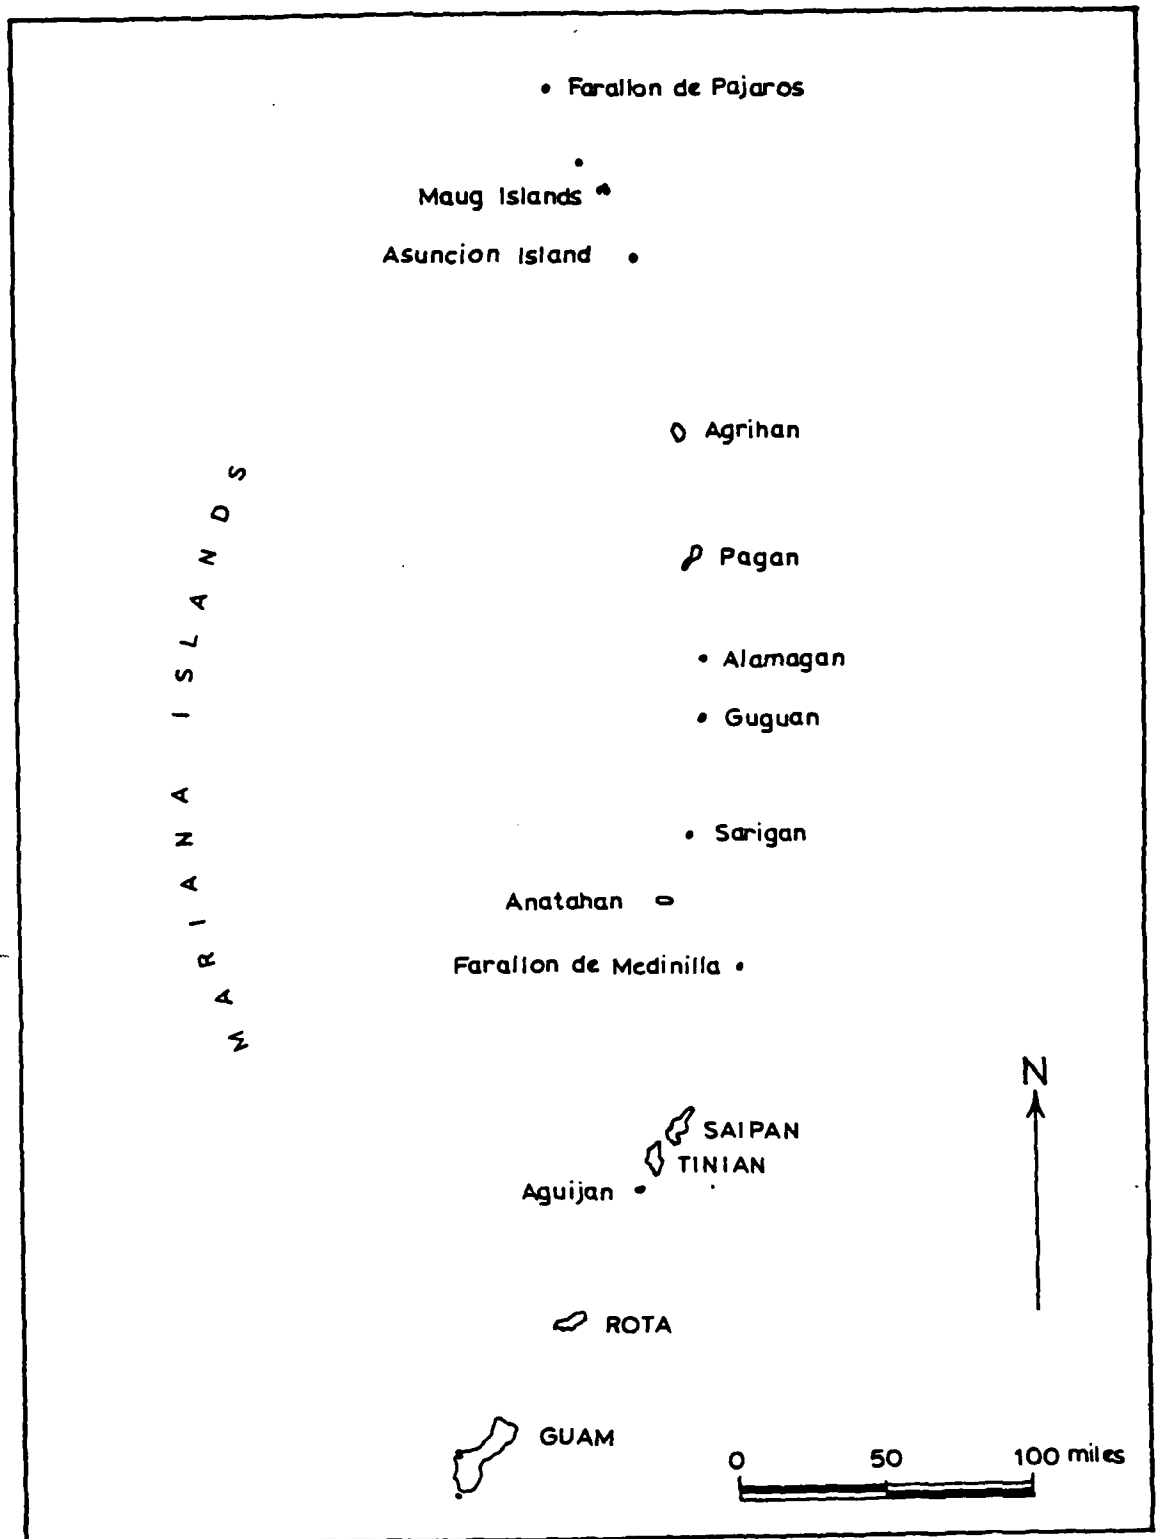 Farallon de Pajaros
Maug Islands
Asuncion Island
Agrihan
Pagan
Alamagan
Guguan
Sarigan
Anatahan
Farallon de Medinilla
MARIANA ISLANDS
N
SAIPAN
TINIAN
Aguijan
ROTA
GUAM
0 50 100 miles